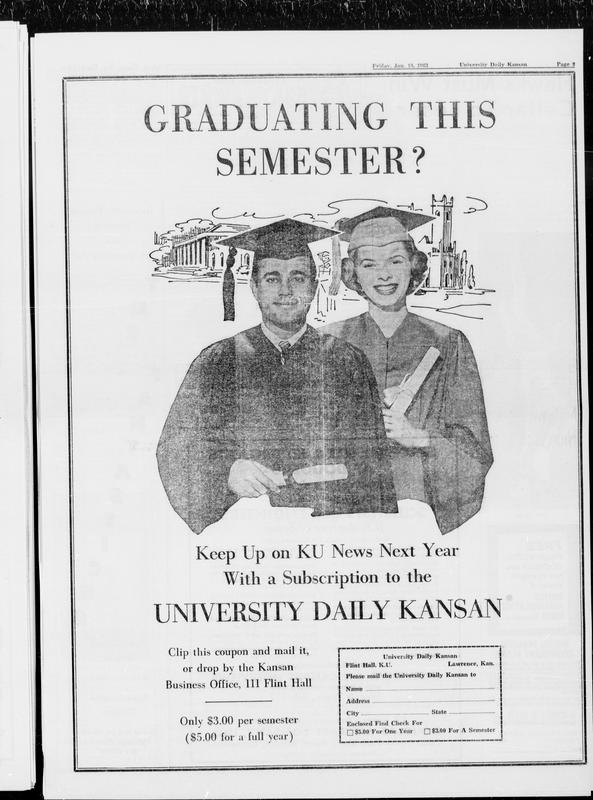 Friday, Jan. 18, 1963 University Daily Kansan Page 9
GRADUATING THIS
SEMESTER?
Keep Up on KU News Next Year
With a Subscription to the
UNIVERSITY DAILY KANSAN
Clip this coupon and mail it,
or drop by the Kansan
Business Office, 111 Flint Hall
Only $3.00 per semester
($5.00 for a full year)
University Daily Kansan
Flint Hall, K.U. Lawrence, Kan.
Please mail the University Daily Kansan to
Name
Address
City State
Enclosed Find Check For
$5.00 For One Year $3.00 For A Semester